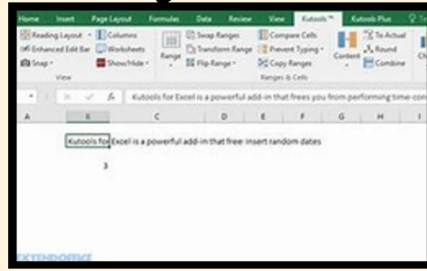 Home Insert Page Layout Formulas Data Review View Kutools ™ Kutools Plus
Reading Layout Columns Swap Ranges Compare Cells To Actual
Enhanced Edit Bar Worksheets Range Transform Range Prevent Typing Content Round
Snap Show/Hide Flip Range Copy Ranges Combine
View Ranges & Cells
fx Kutools for Excel is a powerful add-in that frees you from performing time-con
A B C D E F G H I
Kutools for Excel is a powerful add-in that free insert random dates
3
EXTENDOFFICE